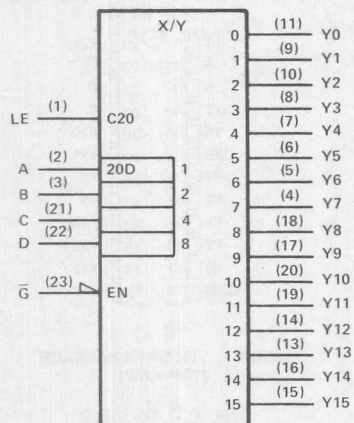 X/Y
0 (11) Y0
1 (9) Y1
2 (10) Y2
3 (8) Y3
LE (1) C20
4 (7) Y4
5 (6) Y5
A (2) 20D 1
6 (5) Y6
B (3) 2
7 (4) Y7
C (21) 4
8 (18) Y8
D (22) 8
9 (17) Y9
10 (20) Y10
G̅ (23) EN
11 (19) Y11
12 (14) Y12
13 (13) Y13
14 (16) Y14
15 (15) Y15